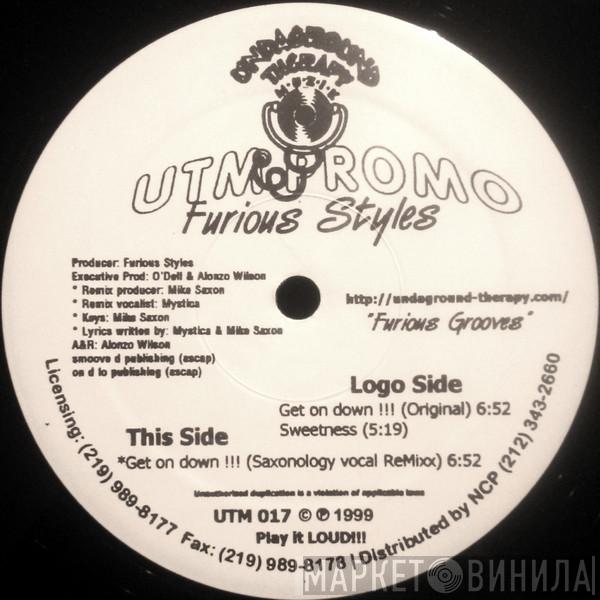 UNDAGROUND
THERAPY
MUZIK
UTM PROMO
Furious Styles
Producer: Furious Styles
Executive Prod: O'Dell & Alonzo Wilson
* Remix producer: Mike Saxon
* Remix vocalist: Mystica
* Keys: Mike Saxon
* Lyrics written by: Mystica & Mike Saxon
A&R: Alonzo Wilson
smoove d publishing (ascap)
on d lo publishing (ascap)
http://undaground-therapy.com/
"Furious Grooves"
Logo Side
Get on down !!! (Original) 6:52
Sweetness (5:19)
This Side
*Get on down !!! (Saxonology vocal ReMixx) 6:52
Unauthorized duplication is a violation of applicable laws
UTM 017 © ℗ 1999
Play it LOUD!!!
Licensing: (219) 989-8177 Fax: (219) 989-8178 | Distributed by NCP (212) 343-2660
МАРКЕТ ВИНИЛА